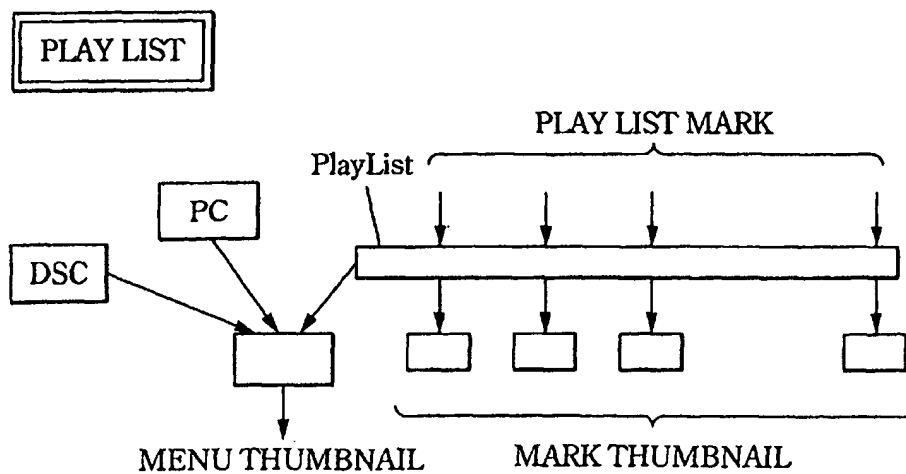 PLAY LIST
PLAY LIST MARK
PlayList
PC
DSC
MENU THUMBNAIL
MARK THUMBNAIL